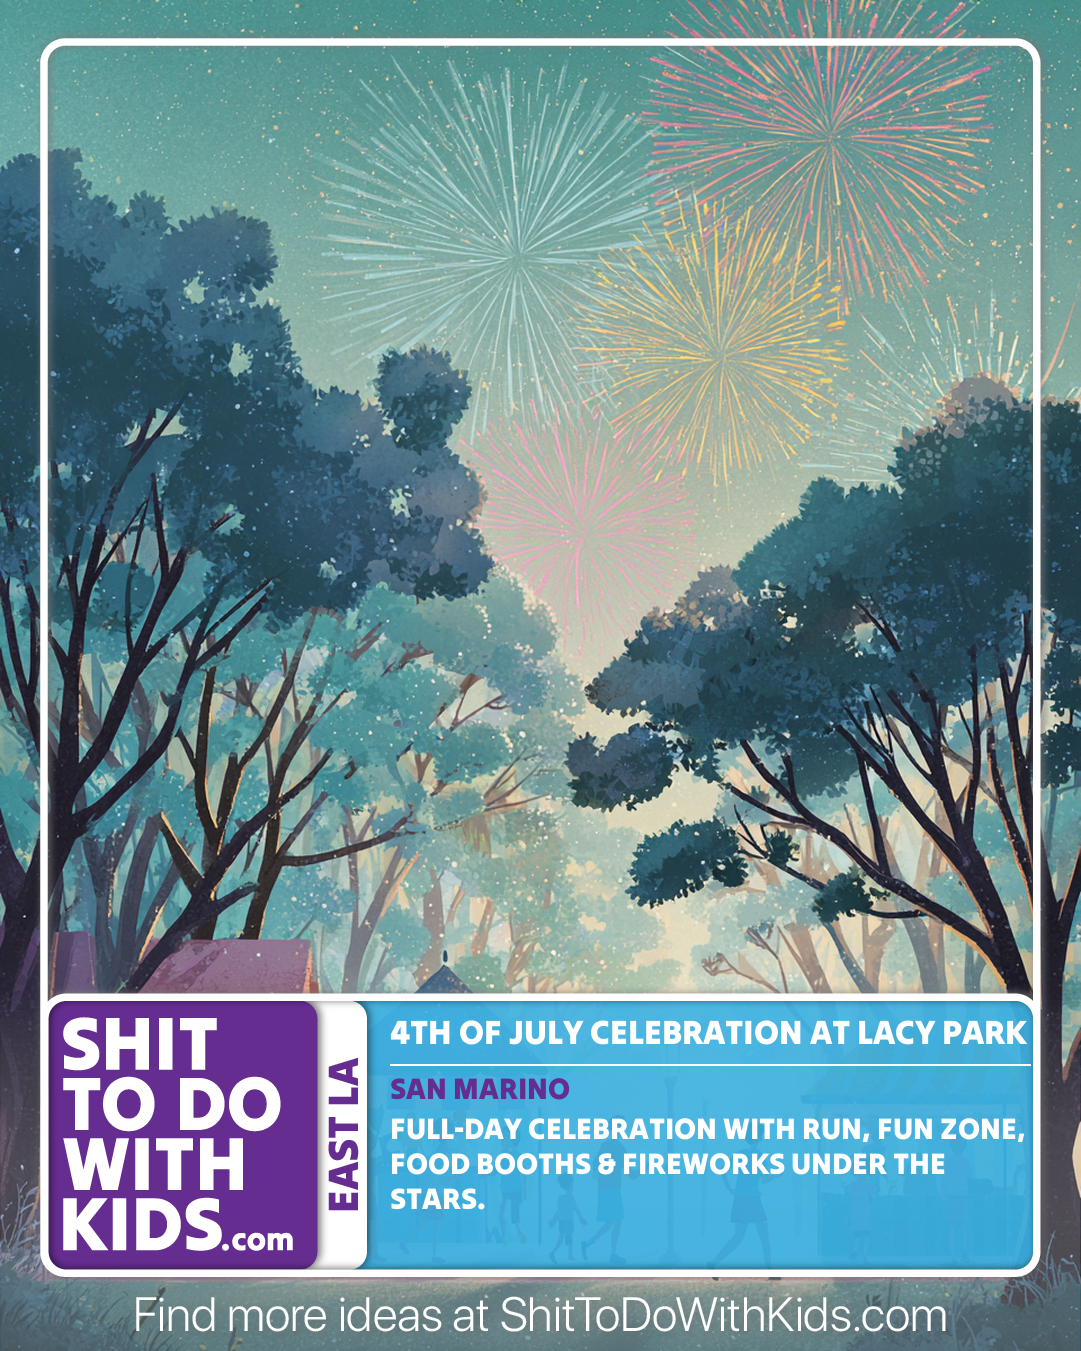 SHIT
TO DO
WITH
KIDS.com
EAST LA
4TH OF JULY CELEBRATION AT LACY PARK
SAN MARINO
FULL-DAY CELEBRATION WITH RUN, FUN ZONE,
FOOD BOOTHS & FIREWORKS UNDER THE
STARS.
Find more ideas at ShitToDoWithKids.com